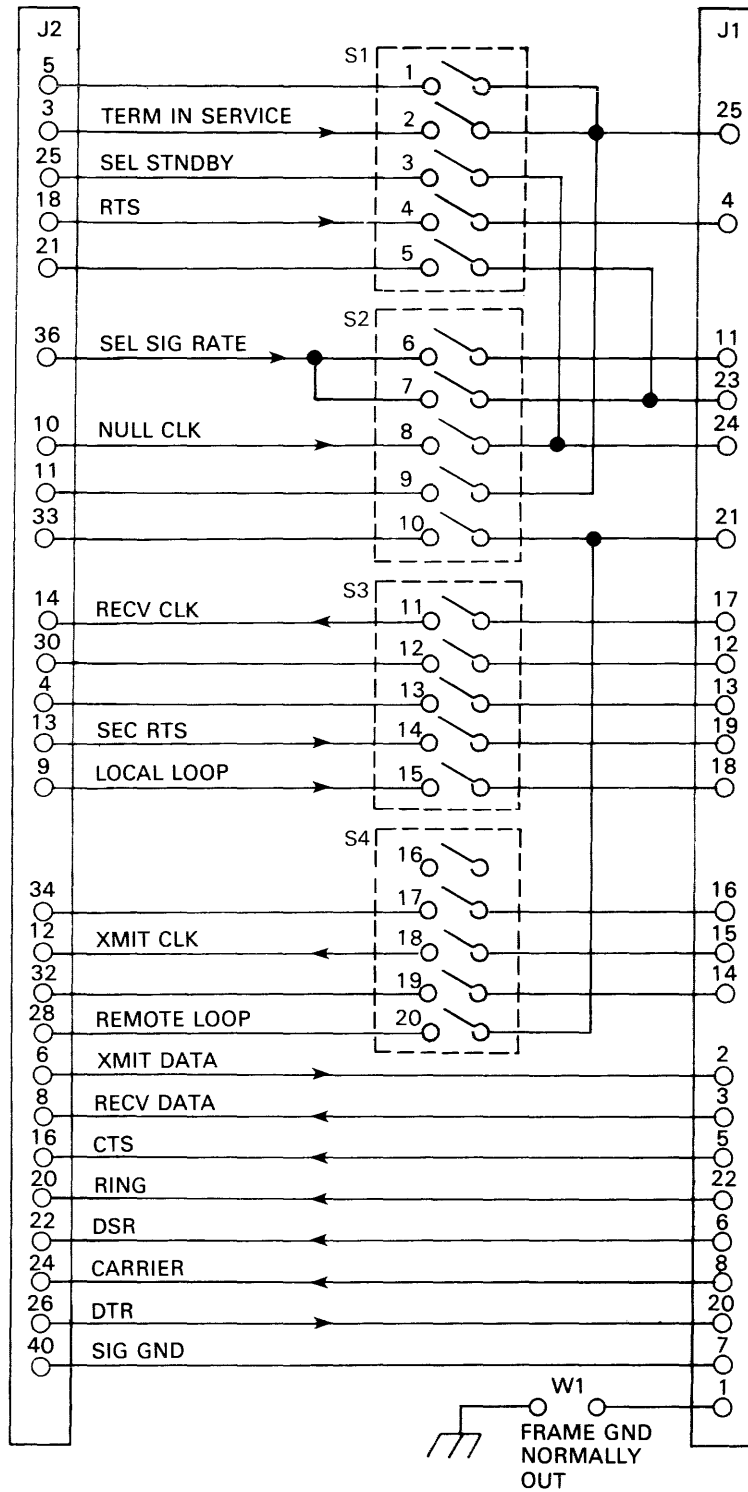 J2 J1
S1
5 1
3 TERM IN SERVICE 2 25
25 SEL STNDBY 3
18 RTS 4 4
21 5
S2
36 SEL SIG RATE 6 11
7 23
10 NULL CLK 8 24
11 9
33 10 21
S3
14 RECV CLK 11 17
30 12 12
4 13 13
13 SEC RTS 14 19
9 LOCAL LOOP 15 18
S4
16
34 17 16
12 XMIT CLK 18 15
32 19 14
28 REMOTE LOOP 20
6 XMIT DATA 2
8 RECV DATA 3
16 CTS 5
20 RING 22
22 DSR 6
24 CARRIER 8
26 DTR 20
40 SIG GND 7
W1 1
FRAME GND
NORMALLY
OUT